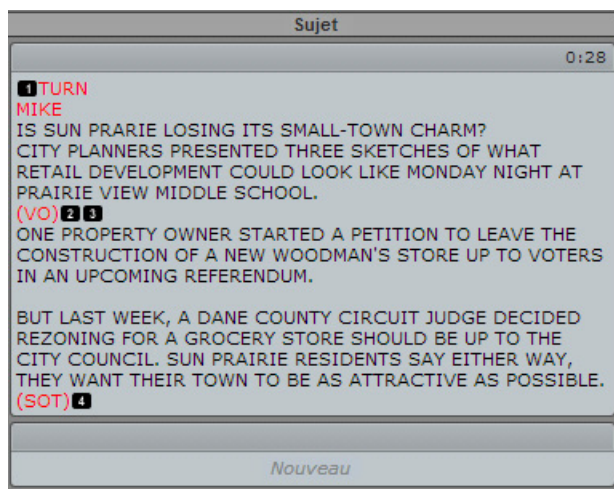 Sujet
0:28
1TURN
MIKE
IS SUN PRARIE LOSING ITS SMALL-TOWN CHARM?
CITY PLANNERS PRESENTED THREE SKETCHES OF WHAT
RETAIL DEVELOPMENT COULD LOOK LIKE MONDAY NIGHT AT
PRAIRIE VIEW MIDDLE SCHOOL.
(VO)2 3
ONE PROPERTY OWNER STARTED A PETITION TO LEAVE THE
CONSTRUCTION OF A NEW WOODMAN'S STORE UP TO VOTERS
IN AN UPCOMING REFERENDUM.
BUT LAST WEEK, A DANE COUNTY CIRCUIT JUDGE DECIDED
REZONING FOR A GROCERY STORE SHOULD BE UP TO THE
CITY COUNCIL. SUN PRAIRIE RESIDENTS SAY EITHER WAY,
THEY WANT THEIR TOWN TO BE AS ATTRACTIVE AS POSSIBLE.
(SOT)4
Nouveau